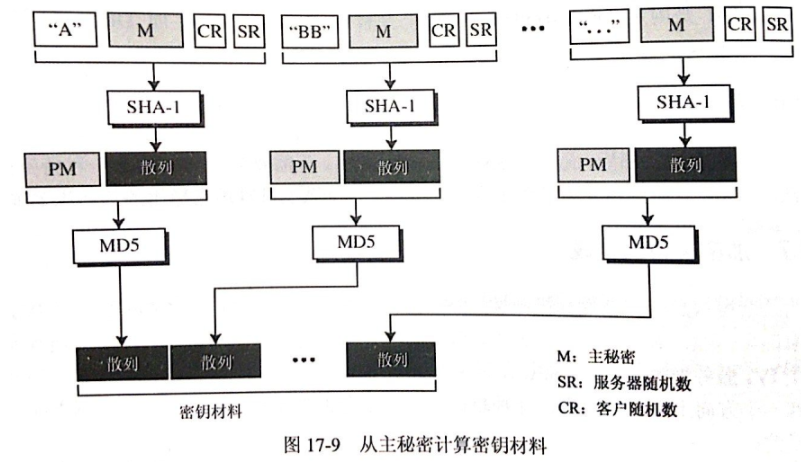 “A” M CR SR “BB” M CR SR ••• “...” M CR SR
SHA-1 SHA-1 SHA-1
PM 散列 PM 散列 PM 散列
MD5 MD5 MD5
散列 散列 ••• 散列
密钥材料
M：主秘密
SR：服务器随机数
CR：客户随机数
图 17-9 从主秘密计算密钥材料